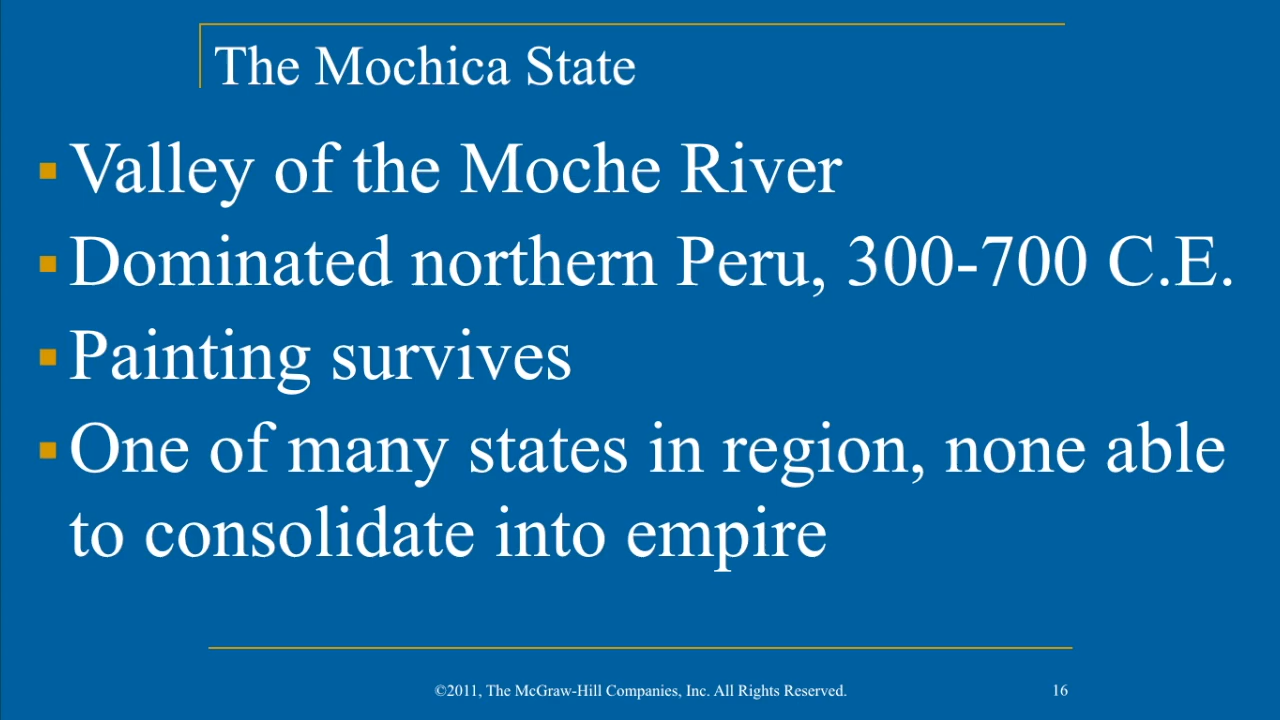 The Mochica State
Valley of the Moche River
Dominated northern Peru, 300-700 C.E.
Painting survives
One of many states in region, none able
to consolidate into empire
©2011, The McGraw-Hill Companies, Inc. All Rights Reserved.
16